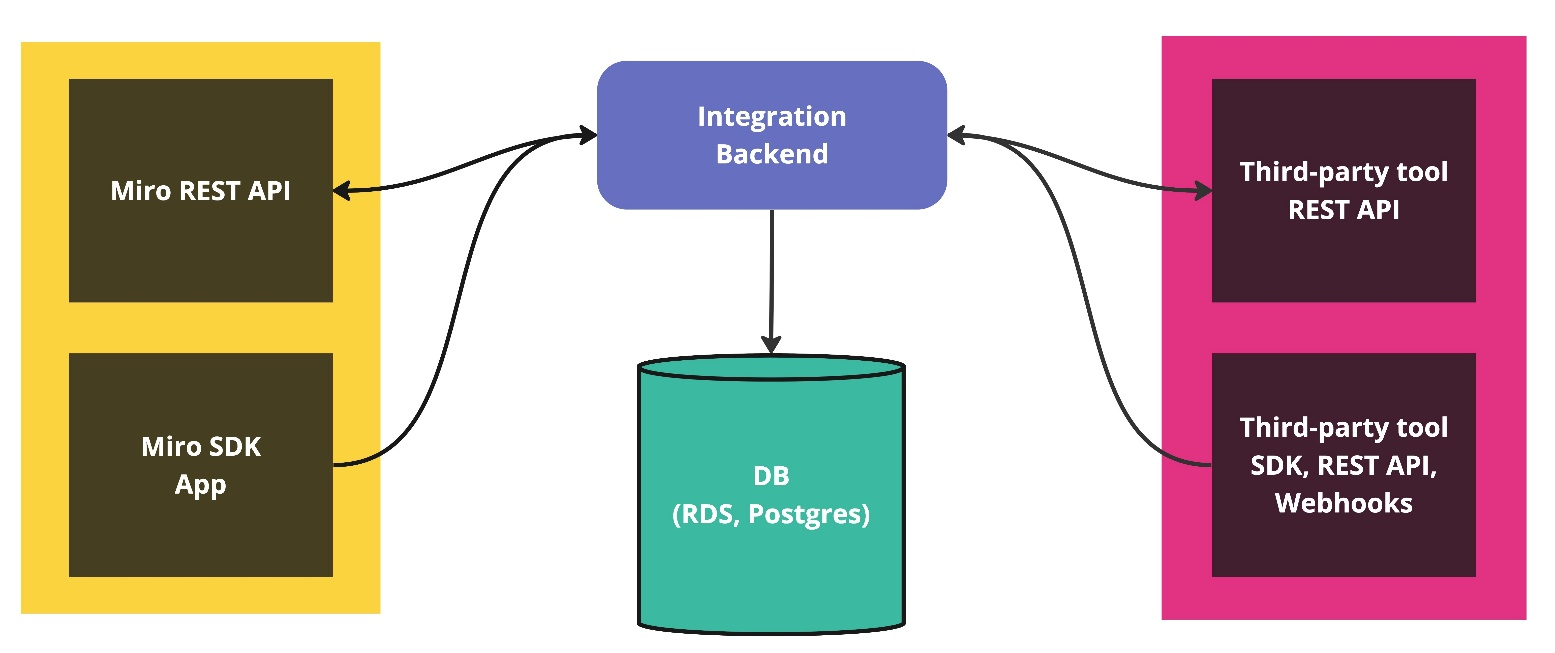 Miro REST API
Miro SDK
App
Integration
Backend
DB
(RDS, Postgres)
Third-party tool
REST API
Third-party tool
SDK, REST API,
Webhooks